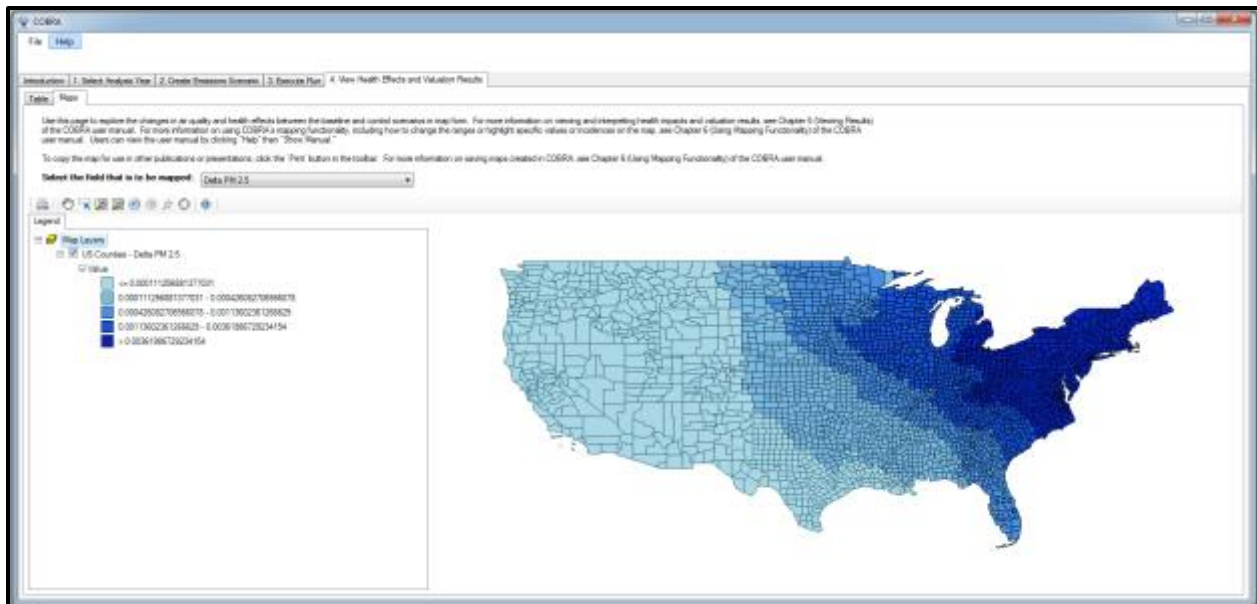 COBRA
File Help
Introduction 1. Select Analysis Year 2. Create Emissions Scenario 3. Execute Run 4. View Health Effects and Valuation Results
Table Maps
Use this page to explore the changes in air quality and health effects between the baseline and control scenarios in map form. For more information on viewing and interpreting health impacts and valuation results, see Chapter 5 (Viewing Results)
of the COBRA user manual. For more information on using COBRA's mapping functionality, including how to change the ranges or highlight specific values or incidences on the map, see Chapter 6 (Using Mapping Functionality) of the COBRA
user manual. Users can view the user manual by clicking "Help" then "Show Manual."
To copy the map for use in other publications or presentations, click the 'Print' button in the toolbar. For more information on saving maps created in COBRA, see Chapter 6 (Using Mapping Functionality) of the COBRA user manual.
Select the field that is to be mapped: Delta PM 2.5
Legend
Map Layers
US Counties - Delta PM 2.5
Value